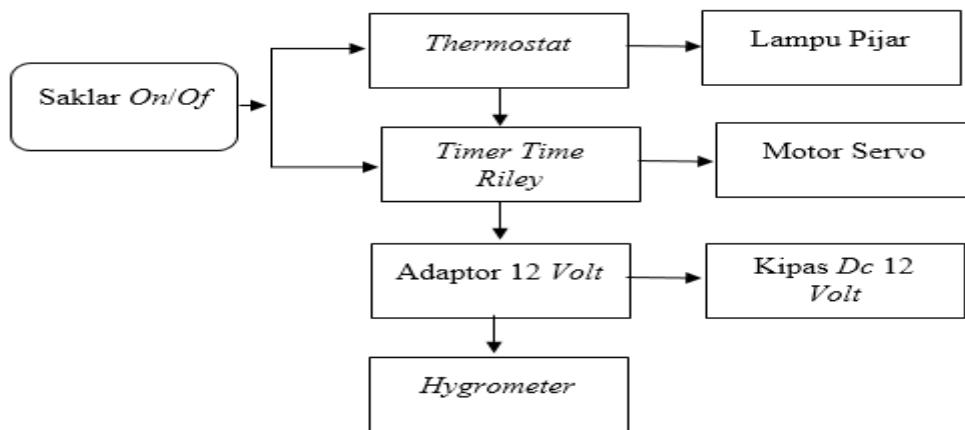 Thermostat
Lampu Pijar
Saklar On/Of
Timer Time
Riley
Motor Servo
Adaptor 12 Volt
Kipas Dc 12
Volt
Hygrometer